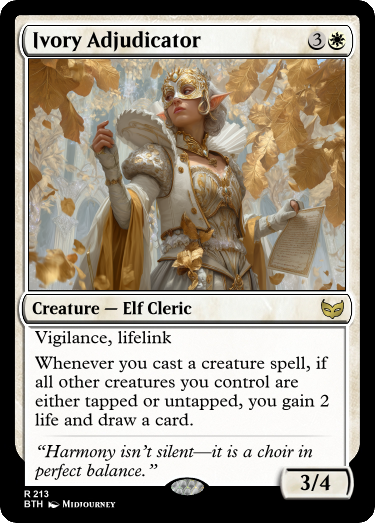 Ivory Adjudicator 3
Creature — Elf Cleric
Vigilance, lifelink
Whenever you cast a creature spell, if
all other creatures you control are
either tapped or untapped, you gain 2
life and draw a card.
“Harmony isn’t silent—it is a choir in
perfect balance.”
3/4
R 213
BTH Midjourney